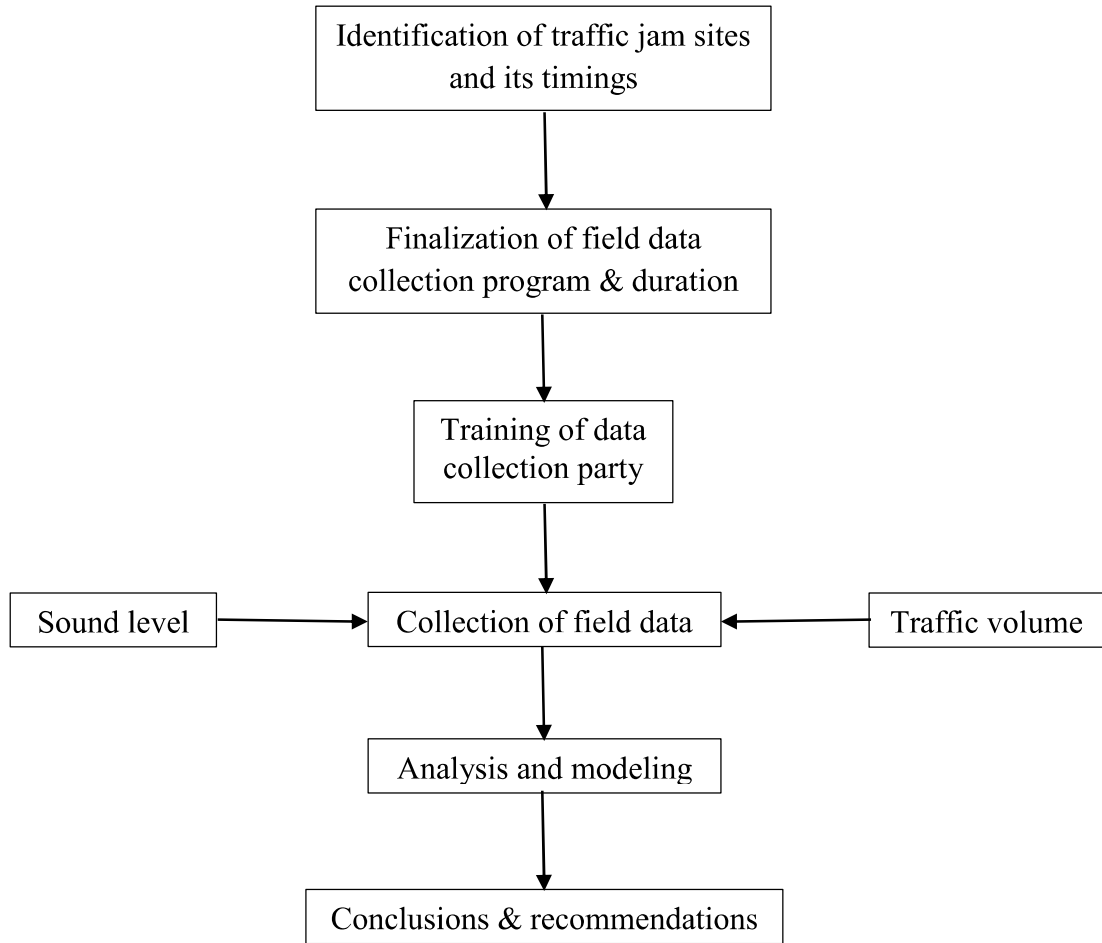 Identification of traffic jam sites
and its timings
Finalization of field data
collection program & duration
Training of data
collection party
Sound level
Collection of field data
Traffic volume
Analysis and modeling
Conclusions & recommendations